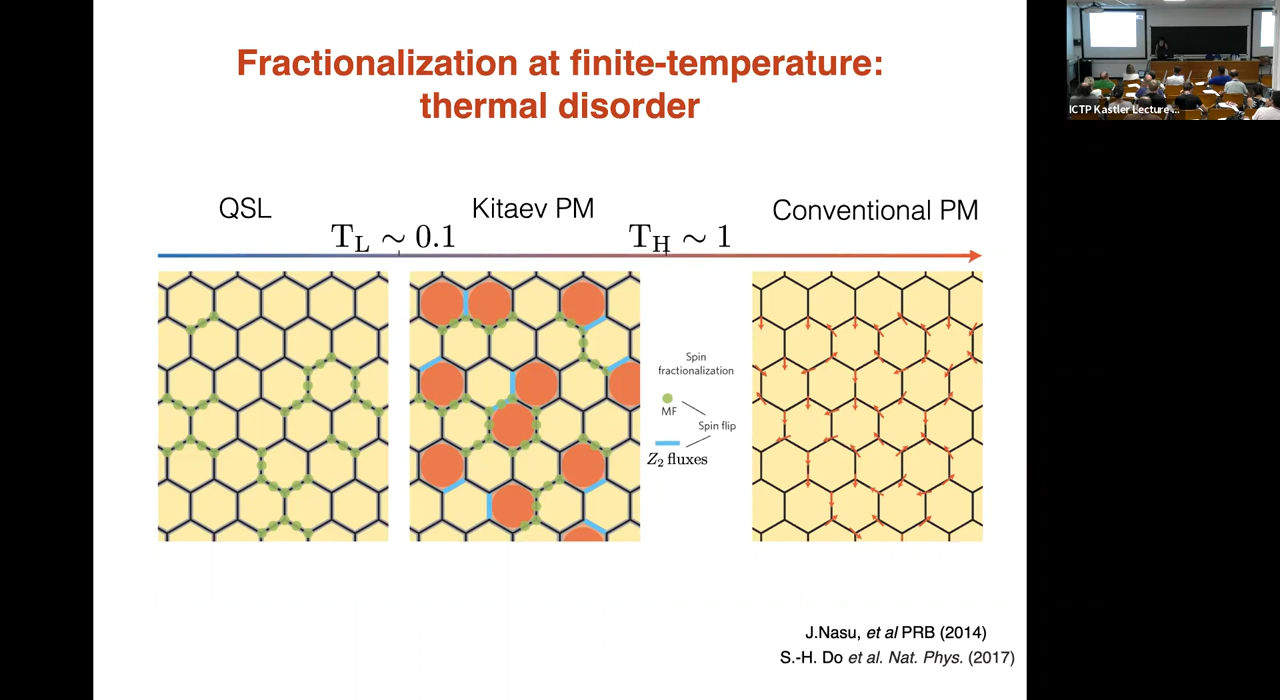 Fractionalization at finite-temperature:
thermal disorder
QSL
Kitaev PM
Conventional PM
T_L ∼ 0.1
T_H ∼ 1
Spin
fractionalization
MF
Spin flip
Z_2 fluxes
J.Nasu, et al PRB (2014)
S.-H. Do et al. Nat. Phys. (2017)
ICTP Kastler Lecture ...